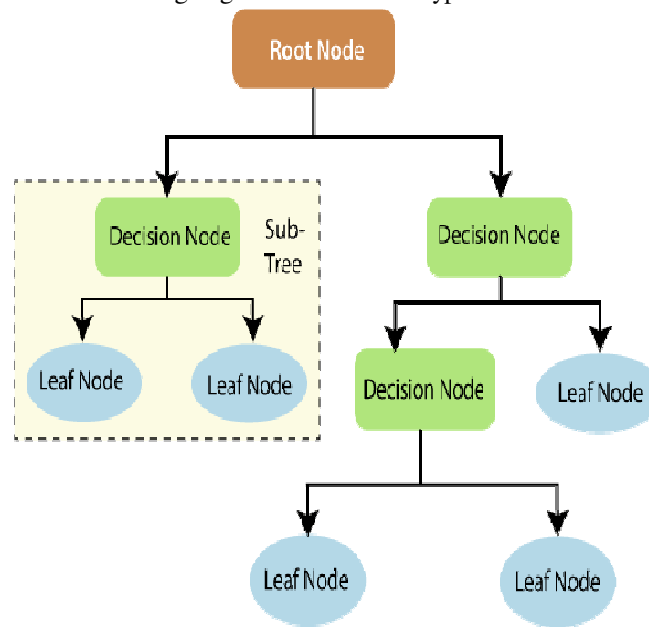 Root Node
Decision Node
Sub-
Tree
Decision Node
Leaf Node
Leaf Node
Decision Node
Leaf Node
Leaf Node
Leaf Node